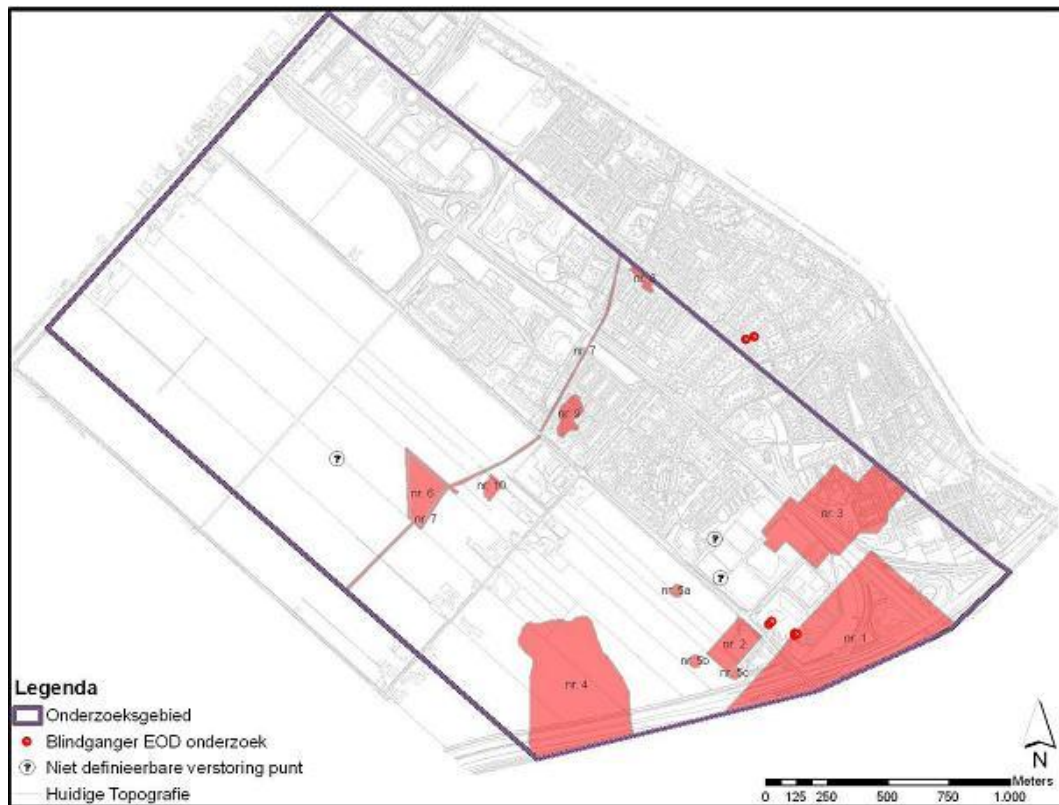 nr. 8
nr. 7
nr. 9
nr. 6
nr. 10
nr. 7
nr. 3
?
?
?
nr. 5a
nr. 2
nr. 1
nr. 5b
nr. 5c
nr. 4
Legenda
Onderzoeksgebied
Blindganger EOD onderzoek
? Niet definieerbare verstoring punt
Huidige Topografie
N
Meters
0 125 250 500 750 1.000